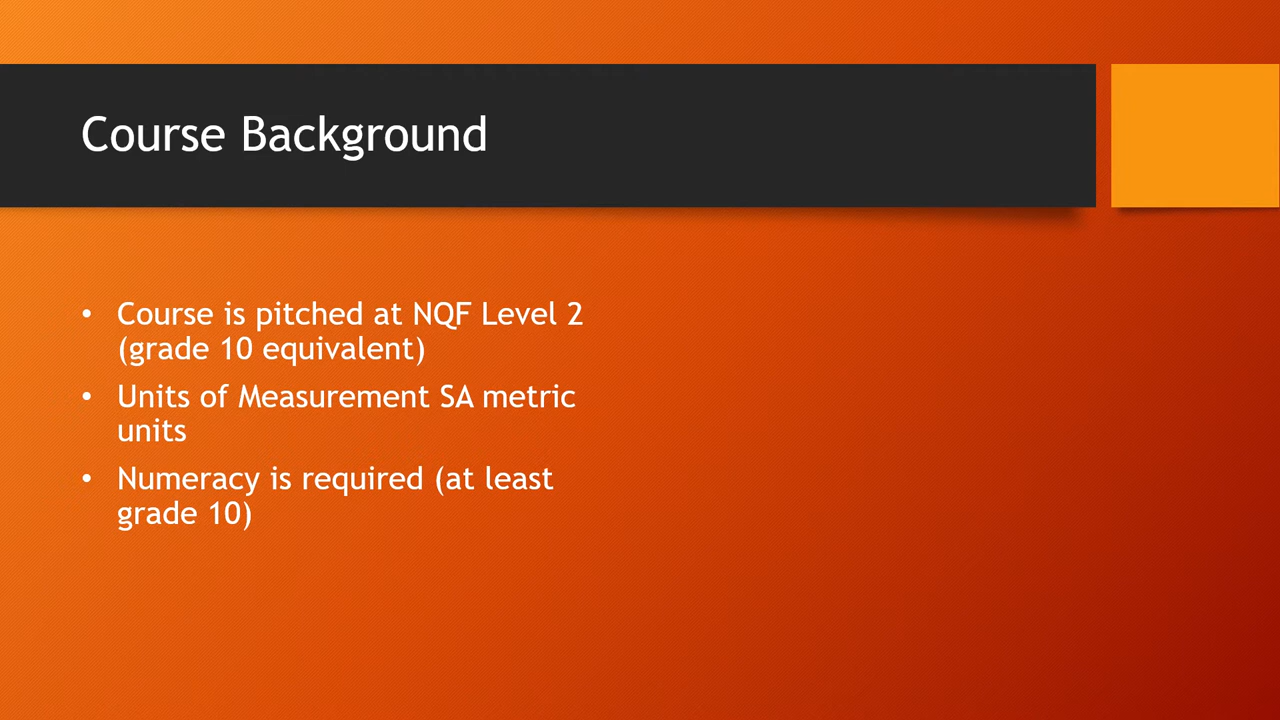 Course Background
• Course is pitched at NQF Level 2
(grade 10 equivalent)
• Units of Measurement SA metric
units
• Numeracy is required (at least
grade 10)